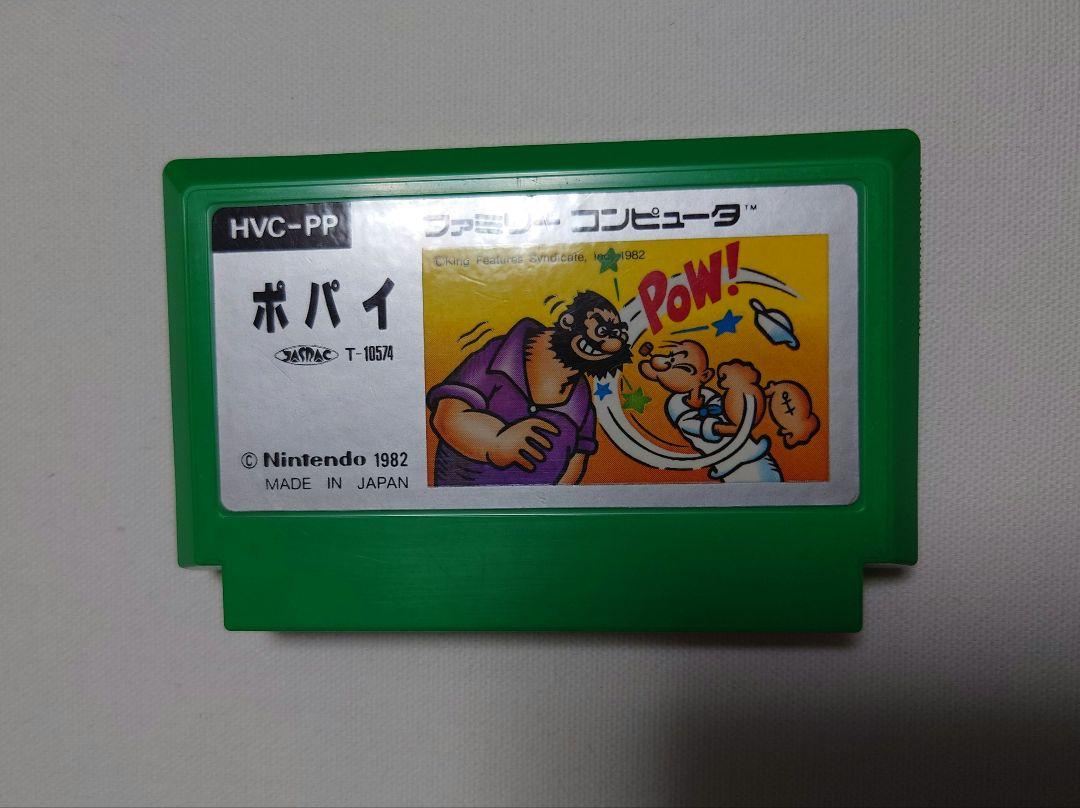 HVC-PP
ファミリー コンピュータ™
ポパイ
JASRAC T-10574
© Nintendo 1982
MADE IN JAPAN
©King Features Syndicate, Inc. 1982
POW!